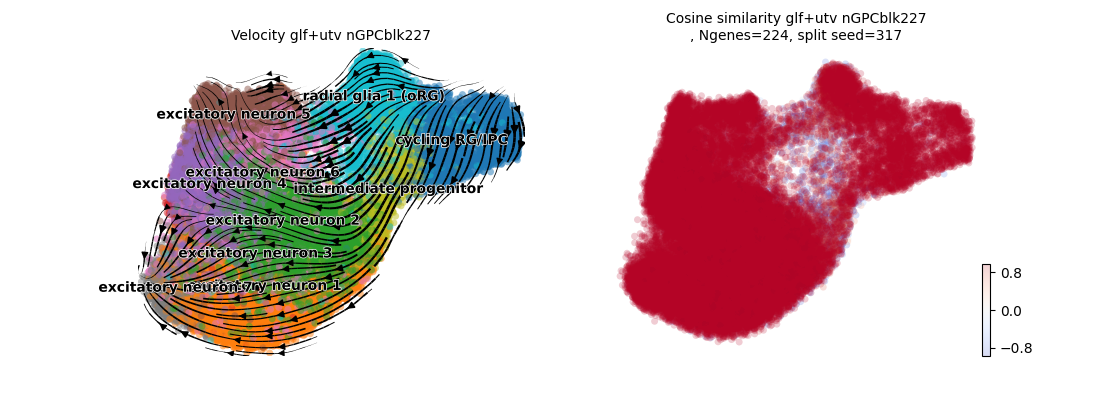 Velocity glf+utv nGPCblk227
radial glia 1 (oRG)
excitatory neuron 5
cycling RG/IPC
excitatory neuron 6
excitatory neuron 4
intermediate progenitor
excitatory neuron 2
excitatory neuron 3
excitatory neuron 7
neuron 1
Cosine similarity glf+utv nGPCblk227
, Ngenes=224, split seed=317
0.8
0.0
−0.8